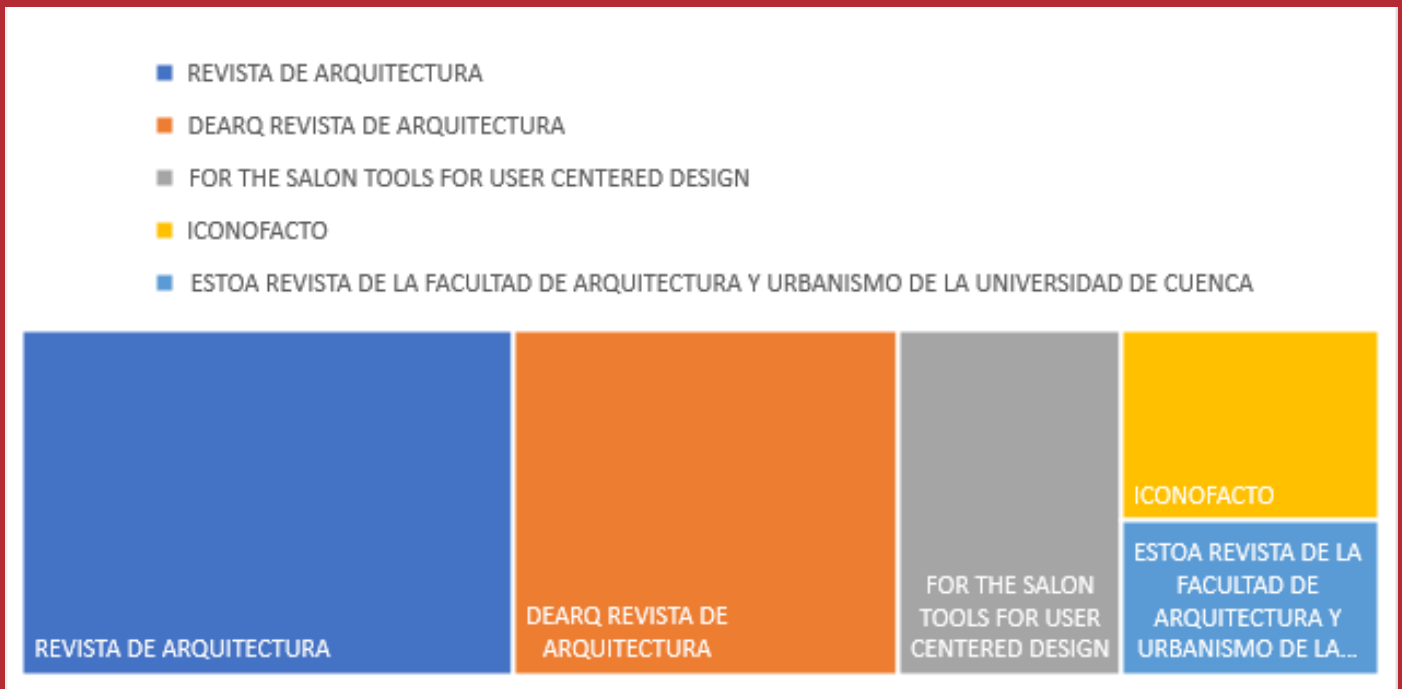 REVISTA DE ARQUITECTURA
DEARQ REVISTA DE ARQUITECTURA
FOR THE SALON TOOLS FOR USER CENTERED DESIGN
ICONOFACTO
ESTOA REVISTA DE LA FACULTAD DE ARQUITECTURA Y URBANISMO DE LA UNIVERSIDAD DE CUENCA
REVISTA DE ARQUITECTURA
DEARQ REVISTA DE
ARQUITECTURA
FOR THE SALON
TOOLS FOR USER
CENTERED DESIGN
ICONOFACTO
ESTOA REVISTA DE LA
FACULTAD DE
ARQUITECTURA Y
URBANISMO DE LA...